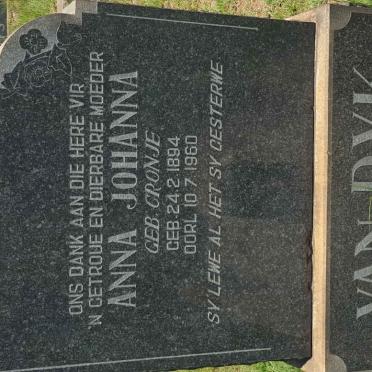 ONS DANK AAN DIE HERE VIR
'N GETROUE EN DIERBARE MOEDER
ANNA JOHANNA
GEB. CRONJE
GEB. 24.2.1894
OORL 10.7.1960
SY LEWE AL HET SY GESTERWE
VAN DYK